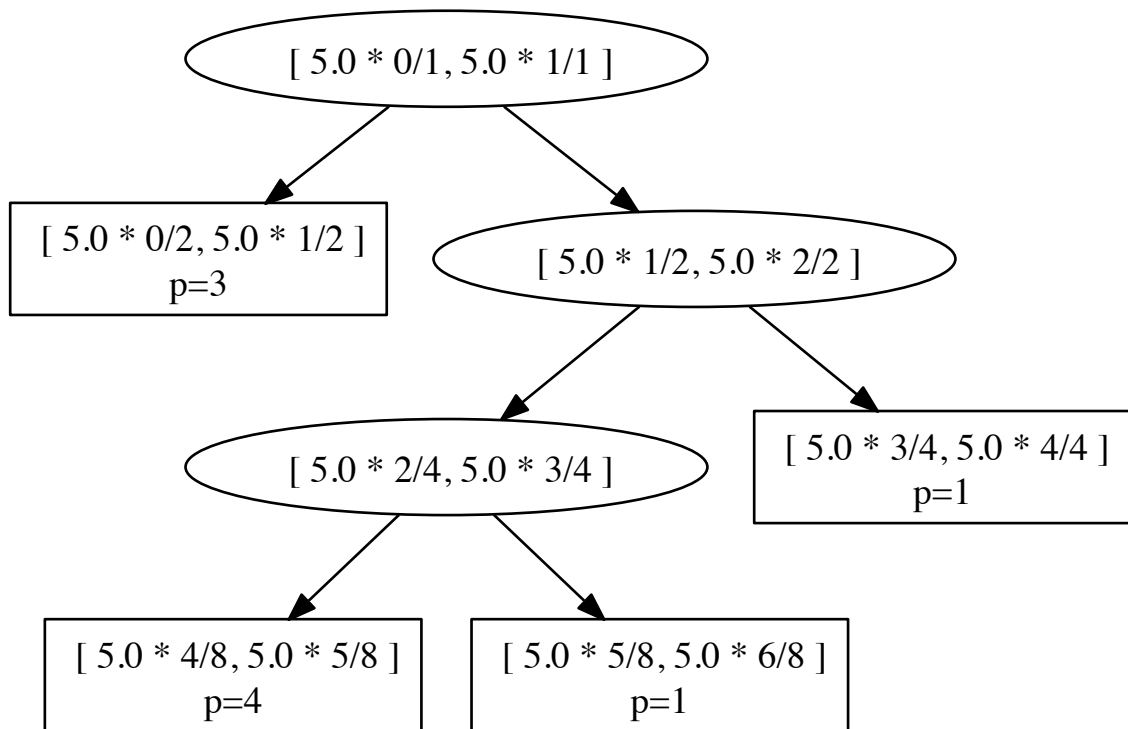 [ 5.0 * 0/1, 5.0 * 1/1 ]
[ 5.0 * 0/2, 5.0 * 1/2 ]
p=3
[ 5.0 * 1/2, 5.0 * 2/2 ]
[ 5.0 * 2/4, 5.0 * 3/4 ]
[ 5.0 * 3/4, 5.0 * 4/4 ]
p=1
[ 5.0 * 4/8, 5.0 * 5/8 ]
p=4
[ 5.0 * 5/8, 5.0 * 6/8 ]
p=1